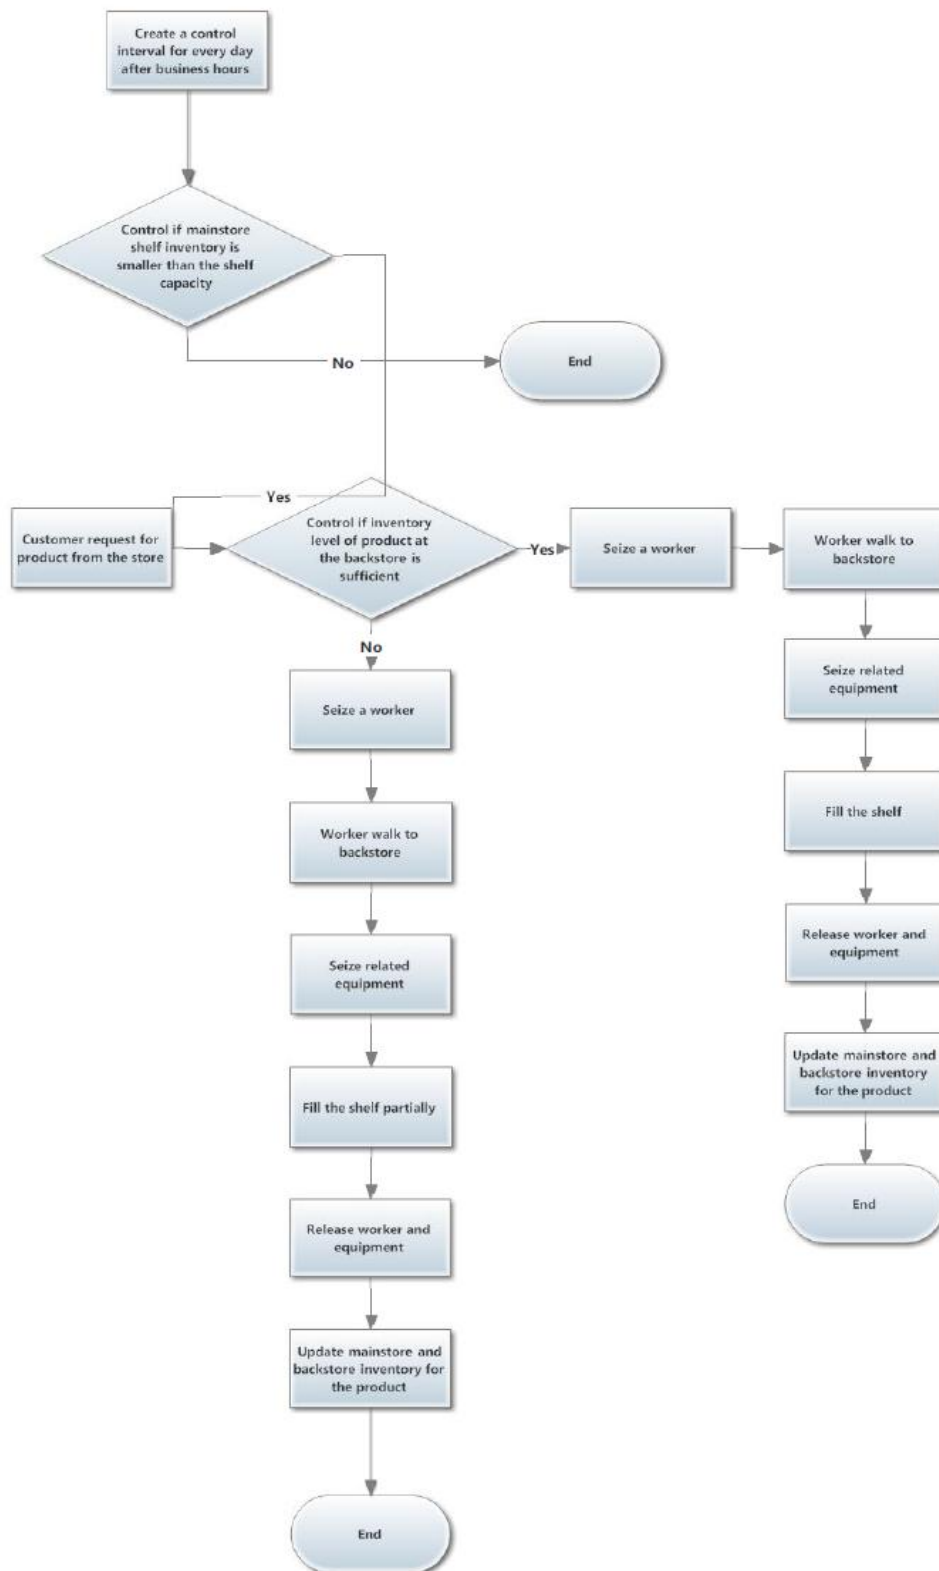 Create a control
interval for every day
after business hours
Control if mainstore
shelf inventory is
smaller than the shelf
capacity
No
End
Yes
Customer request for
product from the store
Control if inventory
level of product at
the backstore is
sufficient
Yes
Seize a worker
Worker walk to
backstore
No
Seize related
equipment
Seize a worker
Fill the shelf
Worker walk to
backstore
Release worker and
equipment
Seize related
equipment
Update mainstore and
backstore inventory
for the product
Fill the shelf partially
End
Release worker and
equipment
Update mainstore and
backstore inventory for
the product
End